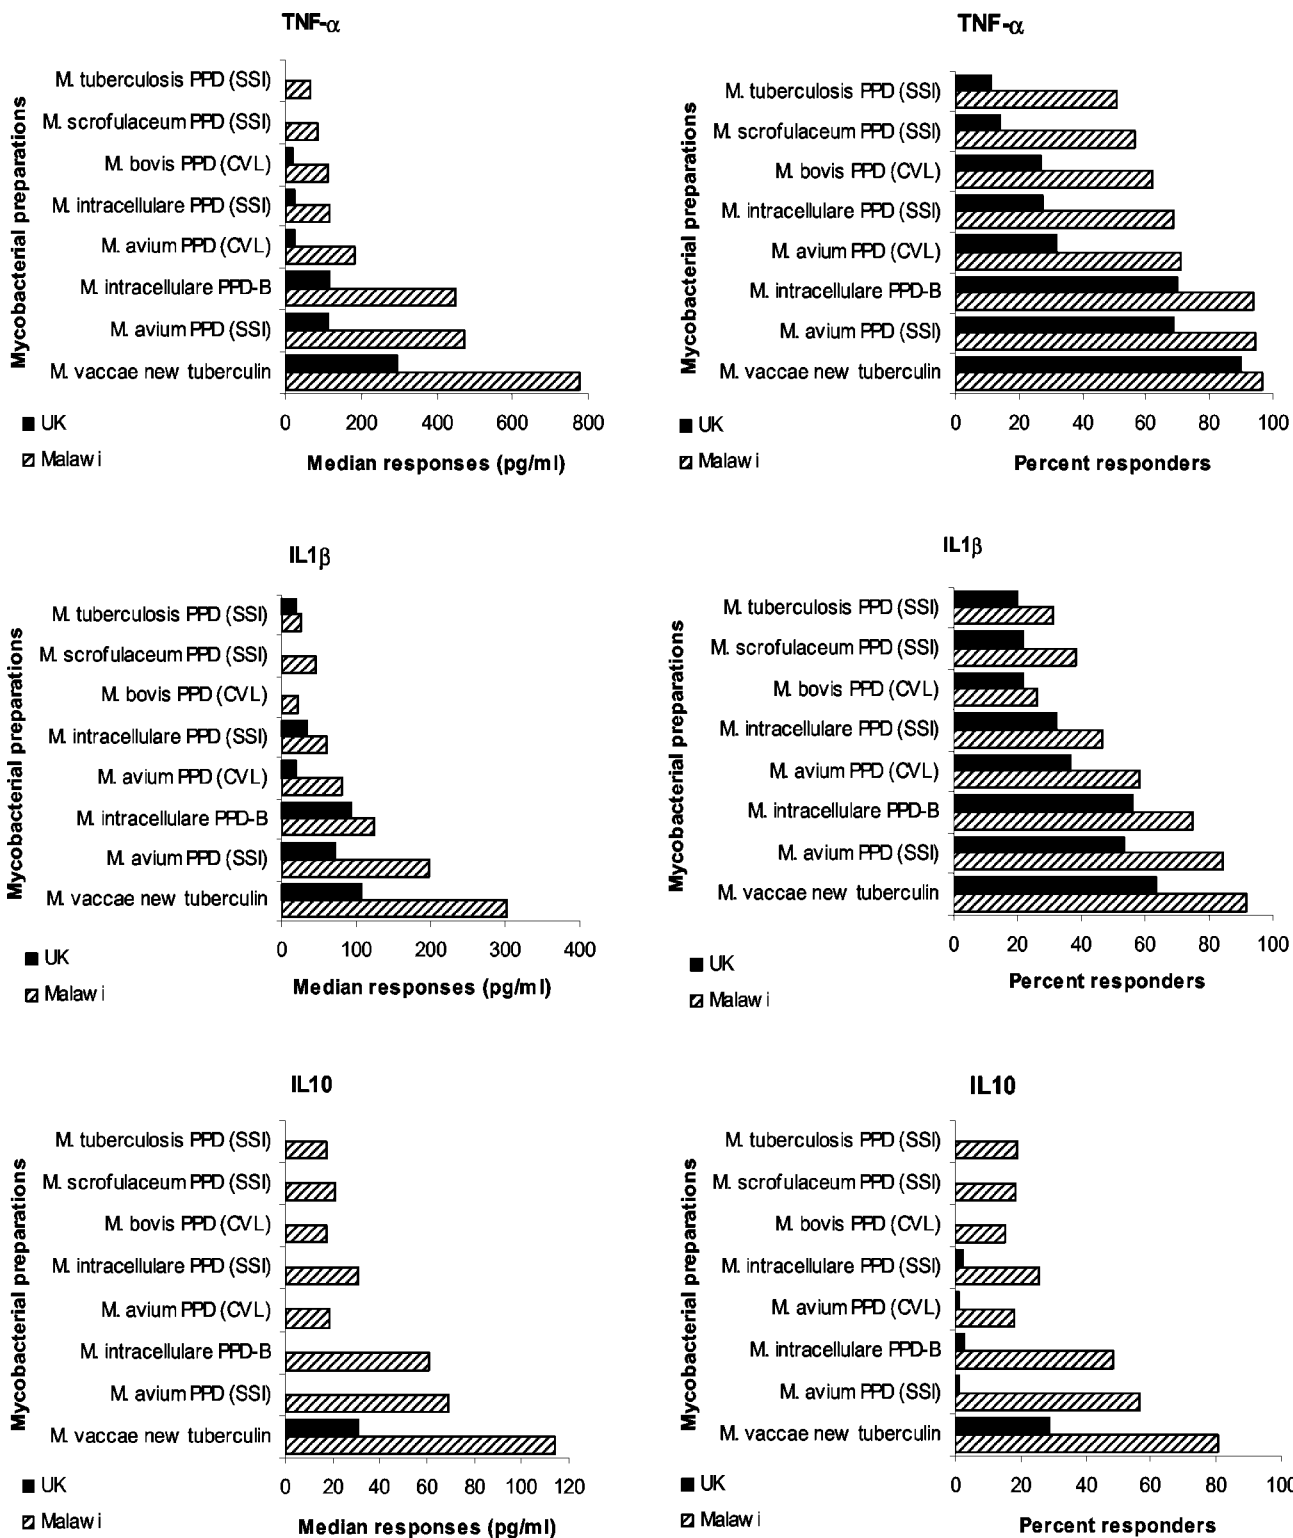 TNF-α
Mycobacterial preparations
M. tuberculosis PPD (SSI)
M. scrofulaceum PPD (SSI)
M. bovis PPD (CVL)
M. intracellulare PPD (SSI)
M. avium PPD (CVL)
M. intracellulare PPD-B
M. avium PPD (SSI)
M. vaccae new tuberculin
0 200 400 600 800
UK
Malawi
Median responses (pg/ml)
TNF-α
Mycobacterial preparations
M. tuberculosis PPD (SSI)
M. scrofulaceum PPD (SSI)
M. bovis PPD (CVL)
M. intracellulare PPD (SSI)
M. avium PPD (CVL)
M. intracellulare PPD-B
M. avium PPD (SSI)
M. vaccae new tuberculin
0 20 40 60 80 100
UK
Malawi
Percent responders
IL1β
Mycobacterial preparations
M. tuberculosis PPD (SSI)
M. scrofulaceum PPD (SSI)
M. bovis PPD (CVL)
M. intracellulare PPD (SSI)
M. avium PPD (CVL)
M. intracellulare PPD-B
M. avium PPD (SSI)
M. vaccae new tuberculin
0 100 200 300 400
UK
Malawi
Median responses (pg/ml)
IL1β
Mycobacterial preparations
M. tuberculosis PPD (SSI)
M. scrofulaceum PPD (SSI)
M. bovis PPD (CVL)
M. intracellulare PPD (SSI)
M. avium PPD (CVL)
M. intracellulare PPD-B
M. avium PPD (SSI)
M. vaccae new tuberculin
0 20 40 60 80 100
UK
Malawi
Percent responders
IL10
Mycobacterial preparations
M. tuberculosis PPD (SSI)
M. scrofulaceum PPD (SSI)
M. bovis PPD (CVL)
M. intracellulare PPD (SSI)
M. avium PPD (CVL)
M. intracellulare PPD-B
M. avium PPD (SSI)
M. vaccae new tuberculin
0 20 40 60 80 100 120
UK
Malawi
Median responses (pg/ml)
IL10
Mycobacterial preparations
M. tuberculosis PPD (SSI)
M. scrofulaceum PPD (SSI)
M. bovis PPD (CVL)
M. intracellulare PPD (SSI)
M. avium PPD (CVL)
M. intracellulare PPD-B
M. avium PPD (SSI)
M. vaccae new tuberculin
0 20 40 60 80 100
UK
Malawi
Percent responders